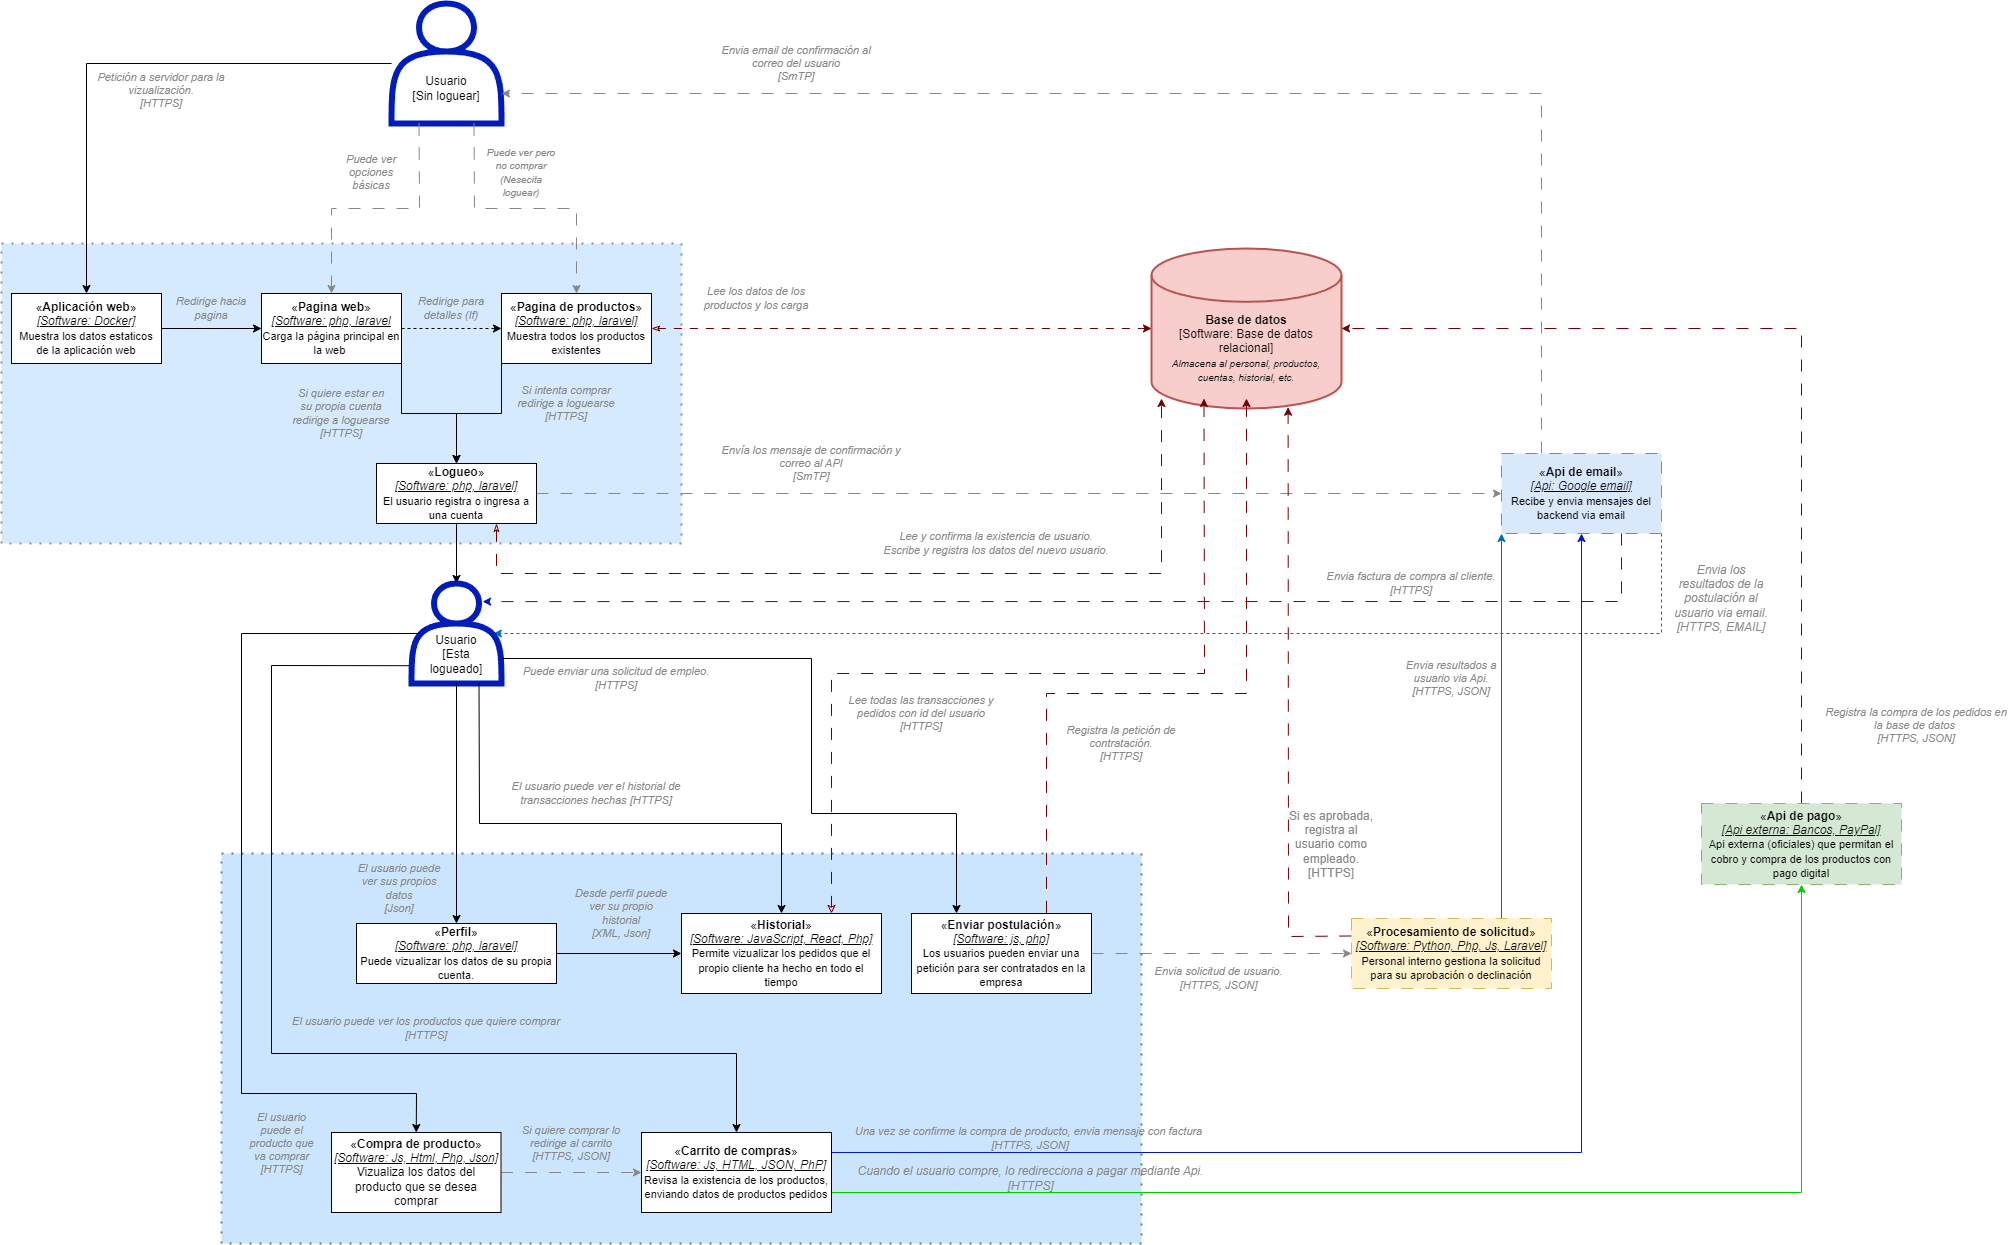 Usuario
[Sin loguear]
Envia email de confirmación al
correo del usuario
[SmTP]
Petición a servidor para la
vizualización.
[HTTPS]
Puede ver
opciones
básicas
Puede ver pero
no comprar
(Nesecita
loguear)
«Aplicación web»
[Software: Docker]
Muestra los datos estaticos
de la aplicación web
Redirige hacia
pagina
«Pagina web»
[Software: php, laravel
Carga la página principal en
la web
Redirige para
detalles (If)
«Pagina de productos»
[Software: php, laravel]
Muestra todos los productos
existentes
Lee los datos de los
productos y los carga
Base de datos
[Software: Base de datos
relacional]
Almacena al personal, productos,
cuentas, historial, etc.
Si quiere estar en
su propia cuenta
redirige a loguearse
[HTTPS]
Si intenta comprar
redirige a loguearse
[HTTPS]
«Logueo»
[Software: php, laravel]
El usuario registra o ingresa a
una cuenta
Envía los mensaje de confirmación y
correo al API
[SmTP]
«Api de email»
[Api: Google email]
Recibe y envia mensajes del
backend via email
Lee y confirma la existencia de usuario.
Escribe y registra los datos del nuevo usuario.
Envia factura de compra al cliente.
[HTTPS]
Envia los
resultados de la
postulación al
usuario via email.
[HTTPS, EMAIL]
Usuario
[Esta
logueado]
Puede enviar una solicitud de empleo.
[HTTPS]
Lee todas las transacciones y
pedidos con id del usuario
[HTTPS]
Registra la petición de
contratación.
[HTTPS]
Envia resultados a
usuario via Api.
[HTTPS, JSON]
Registra la compra de los pedidos en
la base de datos
[HTTPS, JSON]
El usuario puede ver el historial de
transacciones hechas [HTTPS]
Si es aprobada,
registra al
usuario como
empleado.
[HTTPS]
«Api de pago»
[Api externa: Bancos, PayPal]
Api externa (oficiales) que permitan el
cobro y compra de los productos con
pago digital
El usuario puede
ver sus propios
datos
[Json]
Desde perfil puede
ver su propio
historial
[XML, Json]
«Perfil»
[Software: php, laravel]
Puede vizualizar los datos de su propia
cuenta.
«Historial»
[Software: JavaScript, React, Php]
Permite vizualizar los pedidos que el
propio cliente ha hecho en todo el
tiempo
«Enviar postulación»
[Software: js, php]
Los usuarios pueden enviar una
petición para ser contratados en la
empresa
Envia solicitud de usuario.
[HTTPS, JSON]
«Procesamiento de solicitud»
[Software: Python, Php, Js, Laravel]
Personal interno gestiona la solicitud
para su aprobación o declinación
El usuario puede ver los productos que quiere comprar
[HTTPS]
El usuario
puede el
producto que
va comprar
[HTTPS]
«Compra de producto»
[Software: Js, Html, Php, Json]
Vizualiza los datos del
producto que se desea
comprar
Si quiere comprar lo
redirige al carrito
[HTTPS, JSON]
«Carrito de compras»
[Software: Js, HTML, JSON, PhP]
Revisa la existencia de los productos,
enviando datos de productos pedidos
Una vez se confirme la compra de producto, envia mensaje con factura
[HTTPS, JSON]
Cuando el usuario compre, lo redirecciona a pagar mediante Api.
[HTTPS]